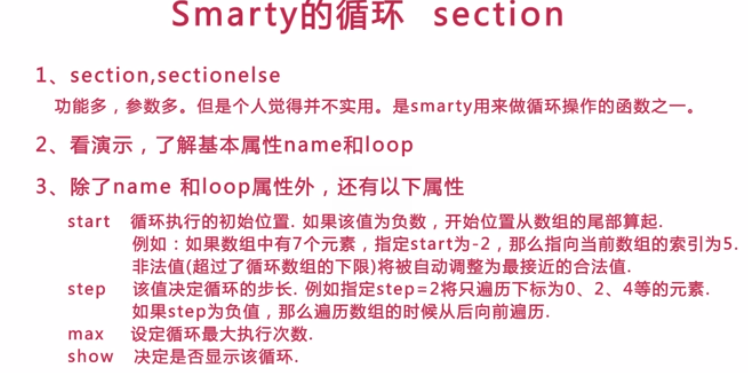 Smarty的循环 section
1、section,sectionelse
功能多，参数多。但是个人觉得并不实用。是smarty用来做循环操作的函数之一。
2、看演示，了解基本属性name和loop
3、除了name 和loop属性外，还有以下属性
start 循环执行的初始位置. 如果该值为负数，开始位置从数组的尾部算起.
例如：如果数组中有7个元素，指定start为-2，那么指向当前数组的索引为5.
非法值(超过了循环数组的下限)将被自动调整为最接近的合法值.
step 该值决定循环的步长. 例如指定step=2将只遍历下标为0、2、4等的元素.
如果step为负值，那么遍历数组的时候从后向前遍历.
max 设定循环最大执行次数.
show 决定是否显示该循环.